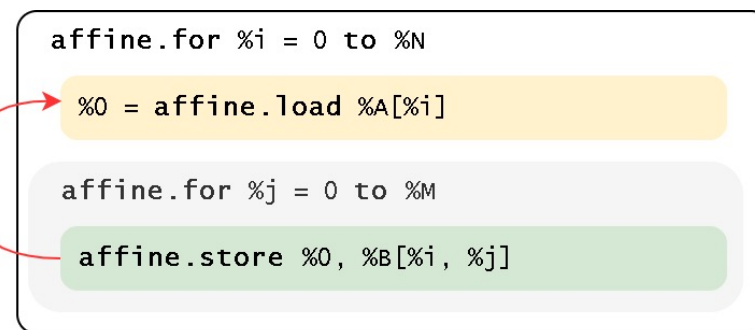 affine.for %i = 0 to %N
%0 = affine.load %A[%i]
affine.for %j = 0 to %M
affine.store %0, %B[%i, %j]